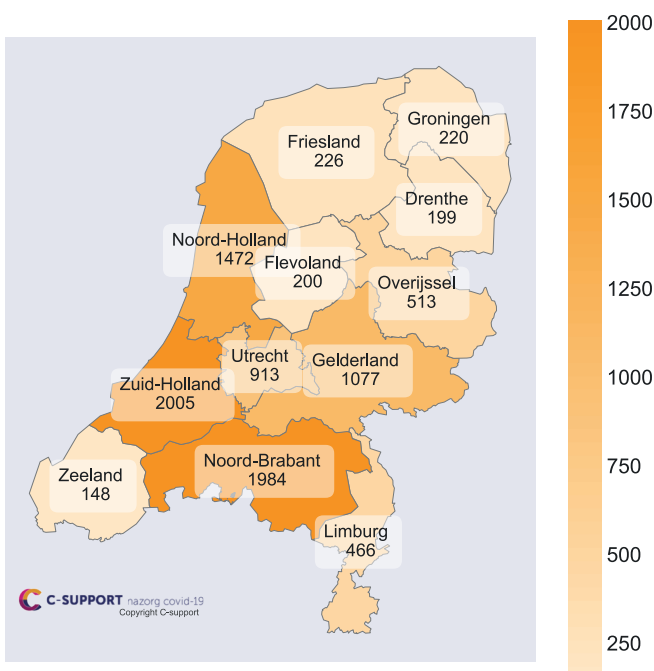 2000
1750
1500
1250
1000
750
500
250
Groningen
220
Friesland
226
Drenthe
199
Noord-Holland
1472
Flevoland
200
Overijssel
513
Utrecht
913
Gelderland
1077
Zuid-Holland
2005
Noord-Brabant
1984
Zeeland
148
Limburg
466
C-SUPPORT nazorg covid-19
Copyright C-support